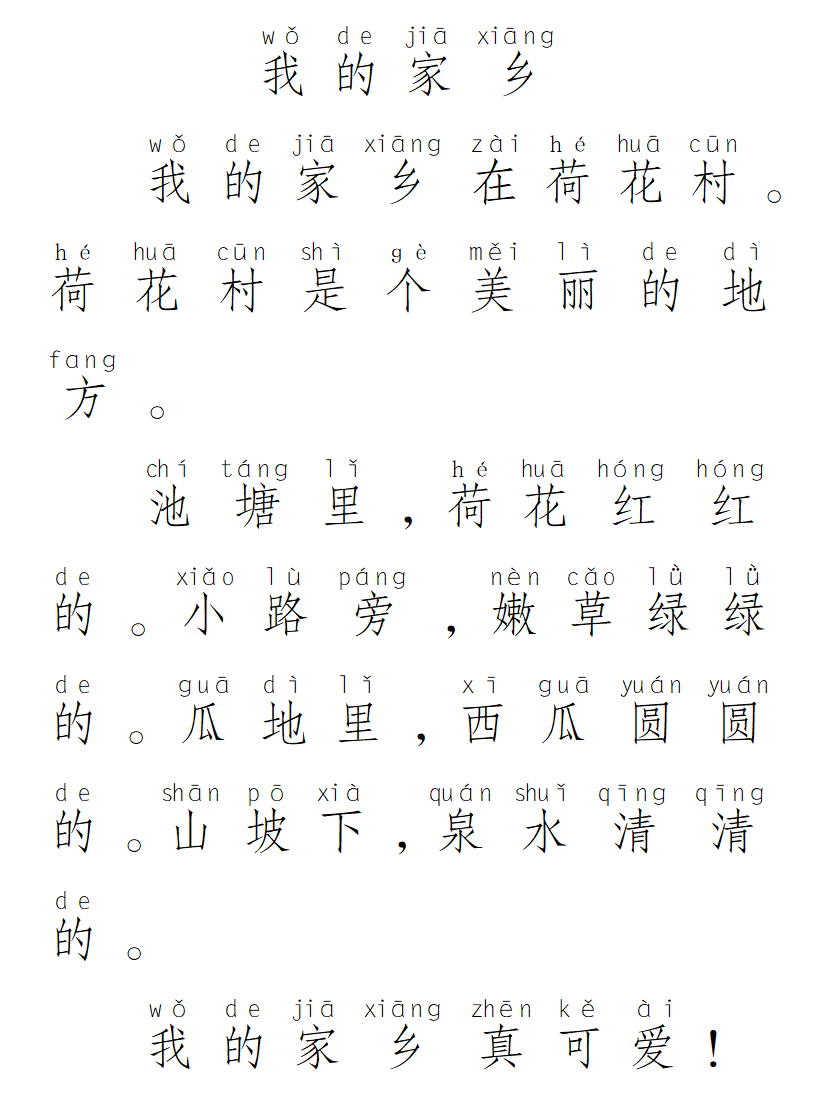 wǒ de jiā xiāng
我的家乡
wǒ de jiā xiāng zài hé huā cūn
我的家乡在荷花村。
hé huā cūn shì gè měi lì de dì
荷花村是个美丽的地
fang
方。
chí táng lǐ hé huā hóng hóng
池塘里，荷花红红
de xiǎo lù páng nèn cǎo lǜ lǜ
的。小路旁，嫩草绿绿
de guā dì lǐ xī guā yuán yuán
的。瓜地里，西瓜圆圆
de shān pō xià quán shuǐ qīng qīng
的。山坡下，泉水清清
de
的。
wǒ de jiā xiāng zhēn kě ài
我的家乡真可爱！